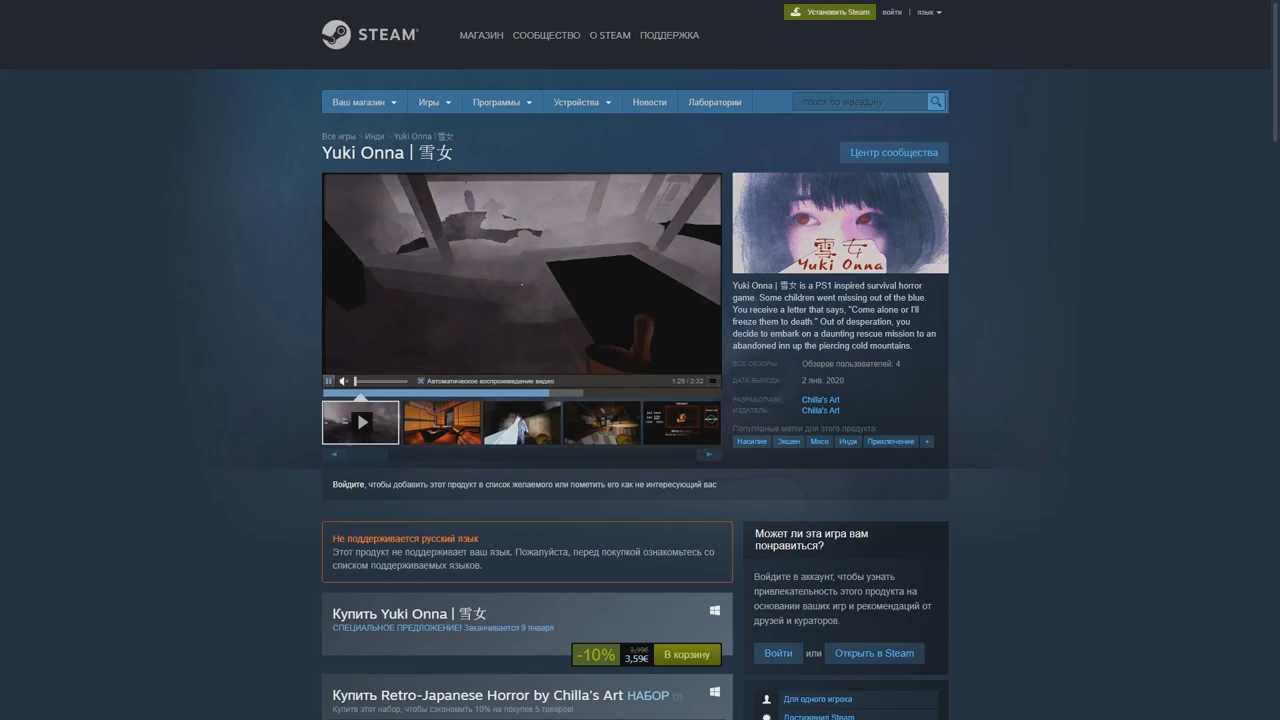 Установить Steam
войти | язык
STEAM
МАГАЗИН СООБЩЕСТВО О STEAM ПОДДЕРЖКА
Ваш магазин Игры Программы Устройства Новости Лаборатории поиск по магазину
Все игры > Инди > Yuki Onna | 雪女
Yuki Onna | 雪女
Центр сообщества
雪女
Yuki Onna
Yuki Onna | 雪女 is a PS1 inspired survival horror
game. Some children went missing out of the blue.
You receive a letter that says, "Come alone or I'll
freeze them to death." Out of desperation, you
decide to embark on a daunting rescue mission to an
abandoned inn up the piercing cold mountains.
ВСЕ ОБЗОРЫ: Обзоров пользователей: 4
ДАТА ВЫХОДА: 2 янв. 2020
РАЗРАБОТЧИК: Chilla's Art
ИЗДАТЕЛЬ: Chilla's Art
Популярные метки для этого продукта:
Насилие Экшен Мясо Инди Приключение +
Автоматическое воспроизведение видео 1:26 / 2:32
Войдите, чтобы добавить этот продукт в список желаемого или пометить его как не интересующий вас
Не поддерживается русский язык
Этот продукт не поддерживает ваш язык. Пожалуйста, перед покупкой ознакомьтесь со
списком поддерживаемых языков.
Купить Yuki Onna | 雪女
СПЕЦИАЛЬНОЕ ПРЕДЛОЖЕНИЕ! Заканчивается 9 января
-10% 3,99€ 3,59€ В корзину
Купить Retro-Japanese Horror by Chilla's Art НАБОР (?)
Купите этот набор, чтобы сэкономить 10% на покупке 5 товаров!
Может ли эта игра вам
понравиться?
Войдите в аккаунт, чтобы узнать
привлекательность этого продукта на
основании ваших игр и рекомендаций от
друзей и кураторов.
Войти или Открыть в Steam
Для одного игрока
Достижения Steam